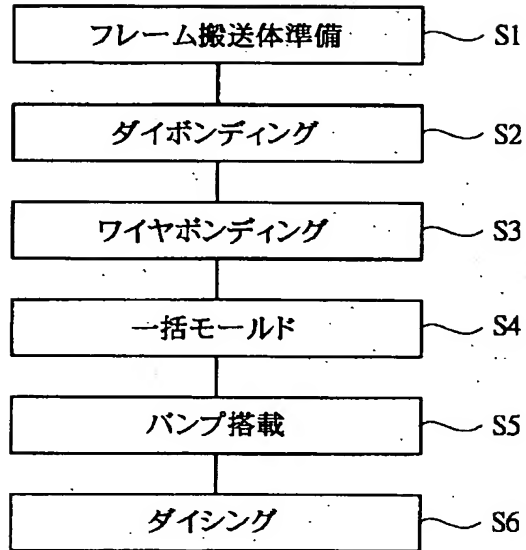 フレーム搬送体準備 S1
ダイボンディング S2
ワイヤボンディング S3
一括モールド S4
バンプ搭載 S5
ダイシング S6